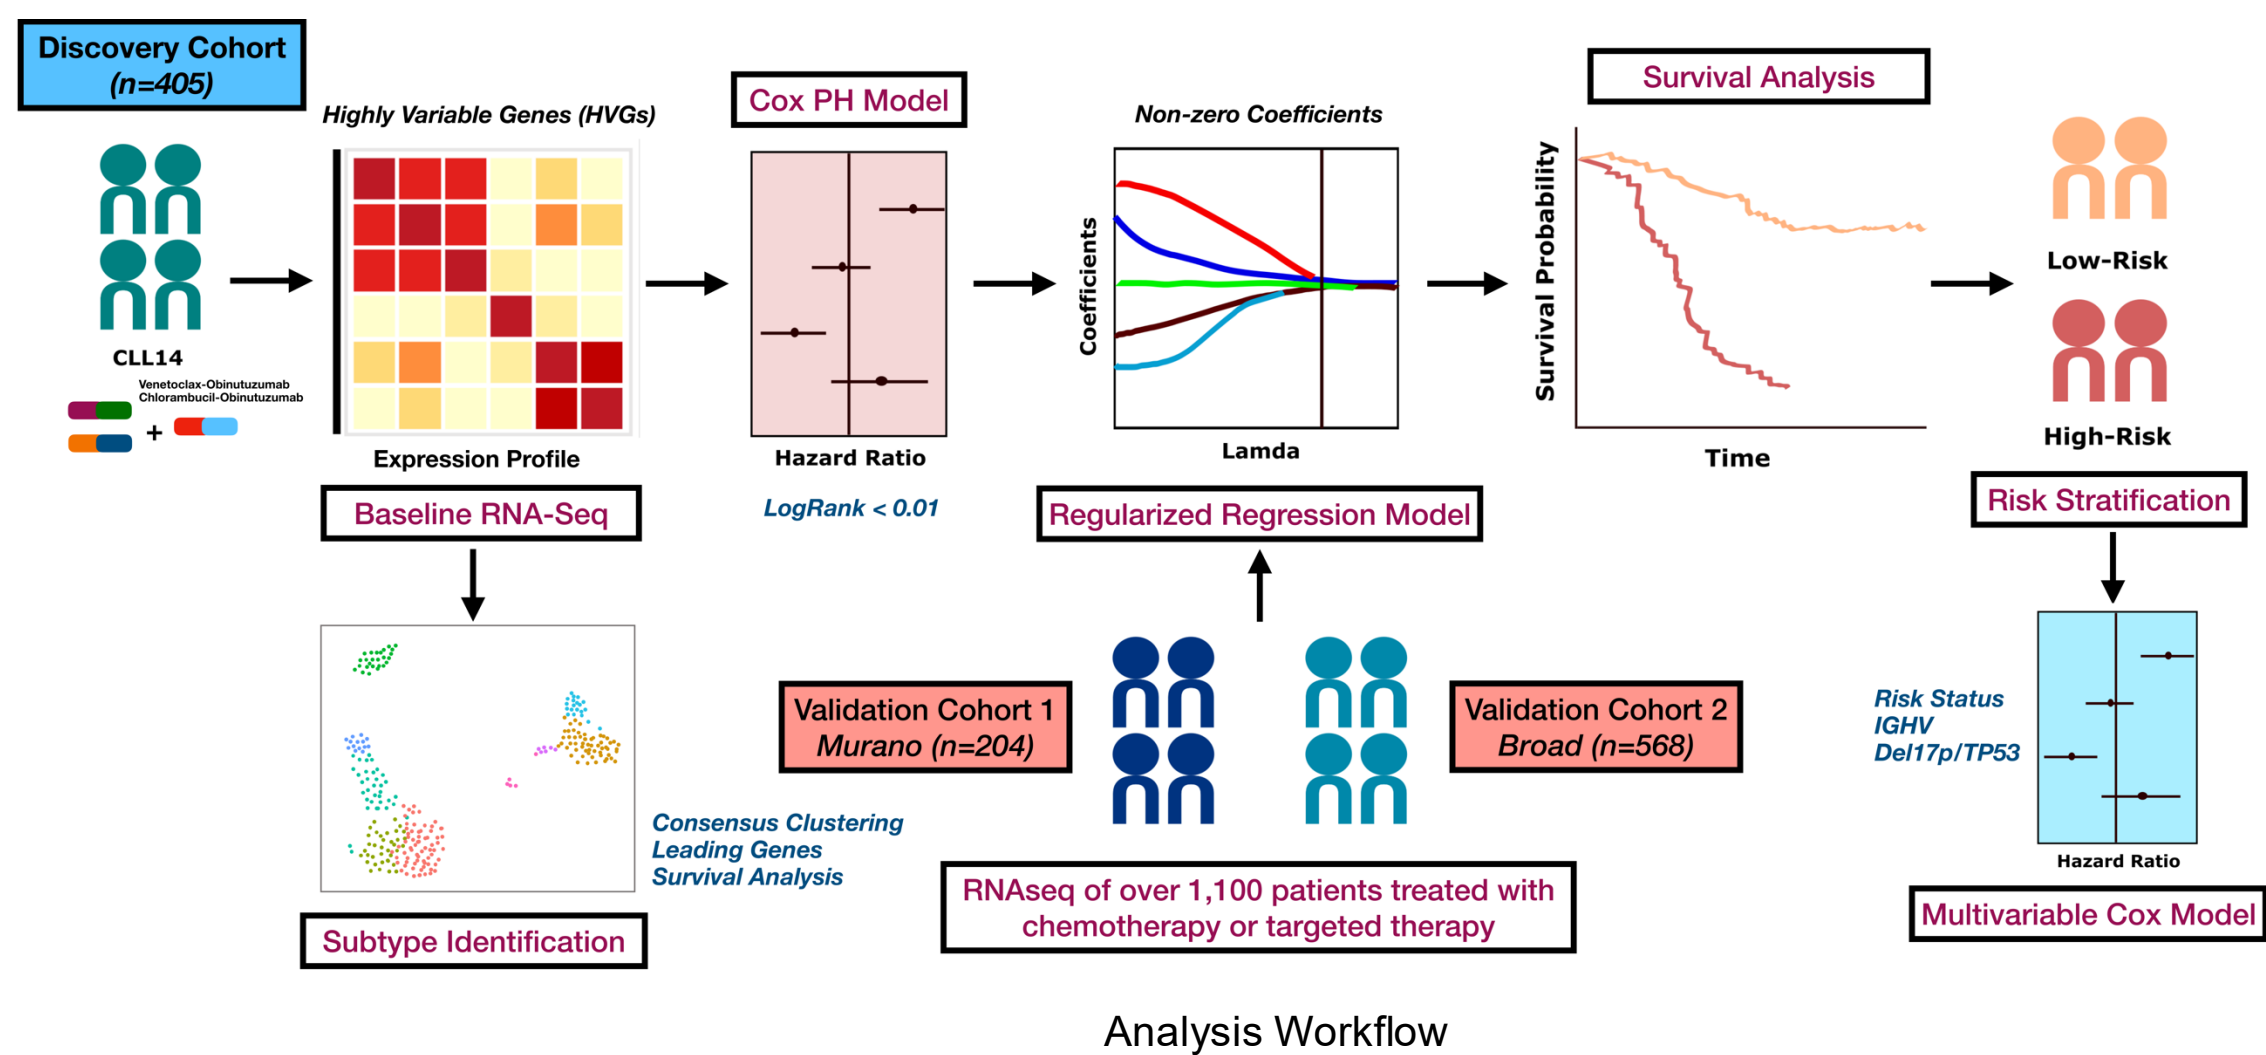 Discovery Cohort
(n=405)
CLL14
Venetoclax-Obinutuzumab
Chlorambucil-Obinutuzumab
+
Highly Variable Genes (HVGs)
Expression Profile
Baseline RNA-Seq
Cox PH Model
Hazard Ratio
LogRank < 0.01
Non-zero Coefficients
Coefficients
Lamda
Regularized Regression Model
Survival Analysis
Survival Probability
Time
Low-Risk
High-Risk
Risk Stratification
Consensus Clustering
Leading Genes
Survival Analysis
Subtype Identification
Validation Cohort 1
Murano (n=204)
Validation Cohort 2
Broad (n=568)
RNAseq of over 1,100 patients treated with
chemotherapy or targeted therapy
Risk Status
IGHV
Del17p/TP53
Hazard Ratio
Multivariable Cox Model
Analysis Workflow